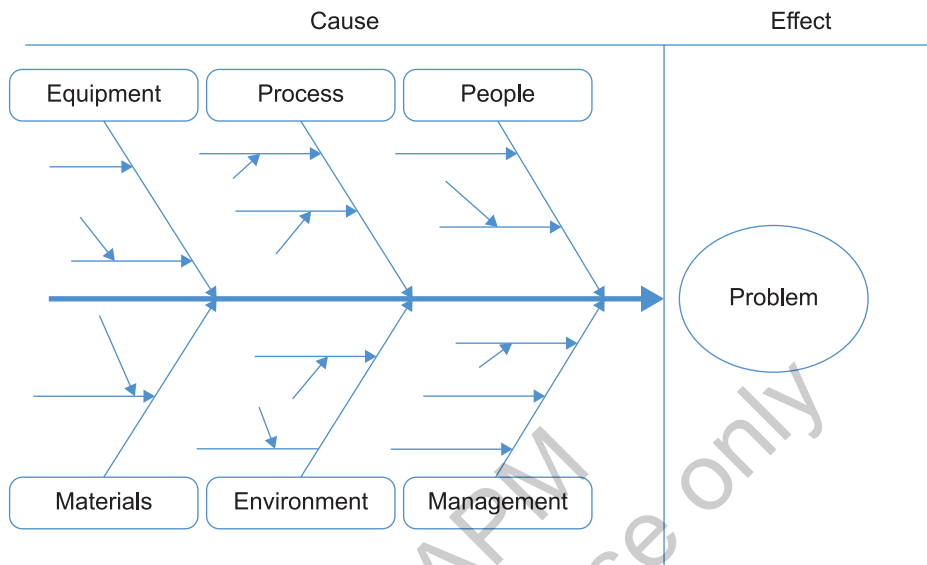 Cause
Effect
Equipment
Process
People
Problem
Materials
Environment
Management
APM
only